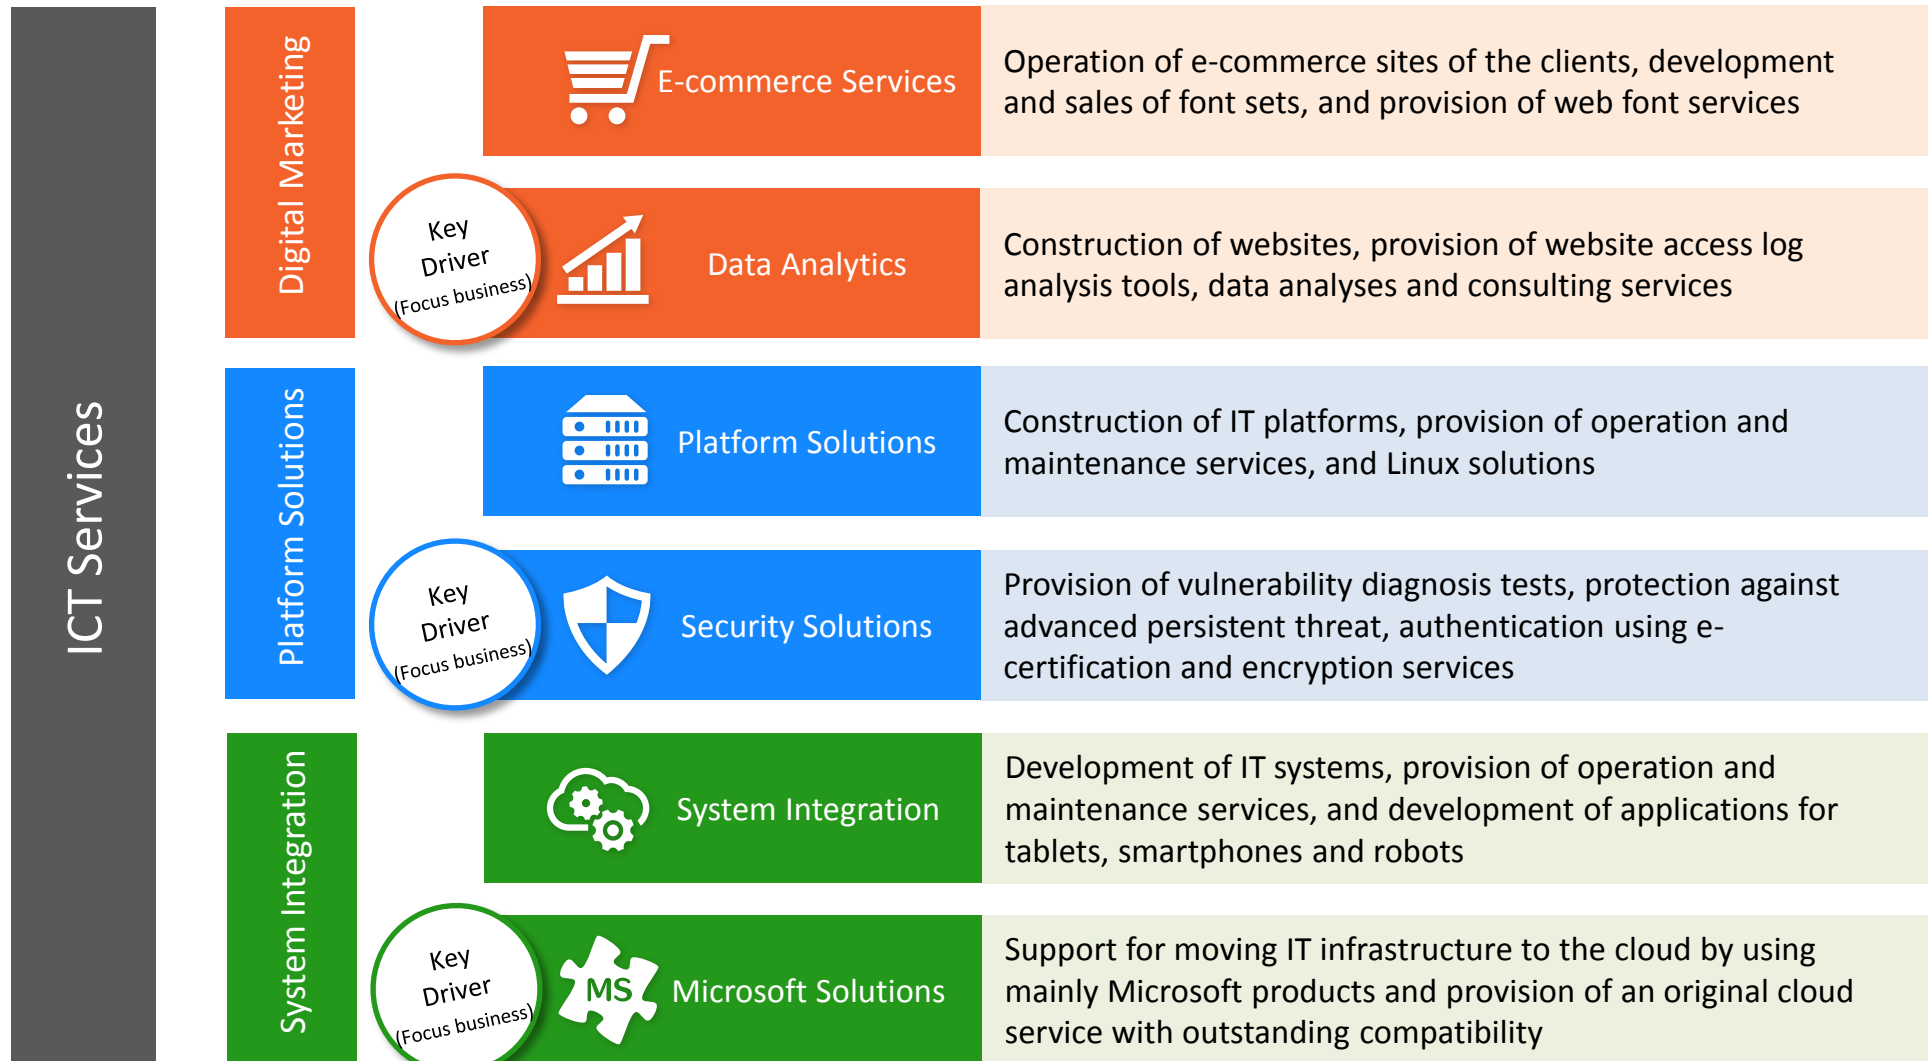 ICT Services
Digital Marketing
E-commerce Services
Operation of e-commerce sites of the clients, development
and sales of font sets, and provision of web font services
Key
Driver
(Focus business)
Data Analytics
Construction of websites, provision of website access log
analysis tools, data analyses and consulting services
Platform Solutions
Platform Solutions
Construction of IT platforms, provision of operation and
maintenance services, and Linux solutions
Key
Driver
(Focus business)
Security Solutions
Provision of vulnerability diagnosis tests, protection against
advanced persistent threat, authentication using e-
certification and encryption services
System Integration
System Integration
Development of IT systems, provision of operation and
maintenance services, and development of applications for
tablets, smartphones and robots
Key
Driver
(Focus business)
MS
Microsoft Solutions
Support for moving IT infrastructure to the cloud by using
mainly Microsoft products and provision of an original cloud
service with outstanding compatibility